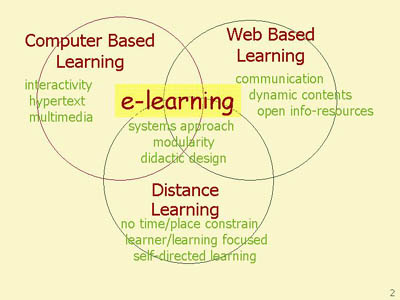 Computer Based
Learning
interactivity
hypertext
multimedia
Web Based
Learning
communication
dynamic contents
open info-resources
e-learning
systems approach
modularity
didactic design
Distance
Learning
no time/place constrain
learner/learning focused
self-directed learning
2